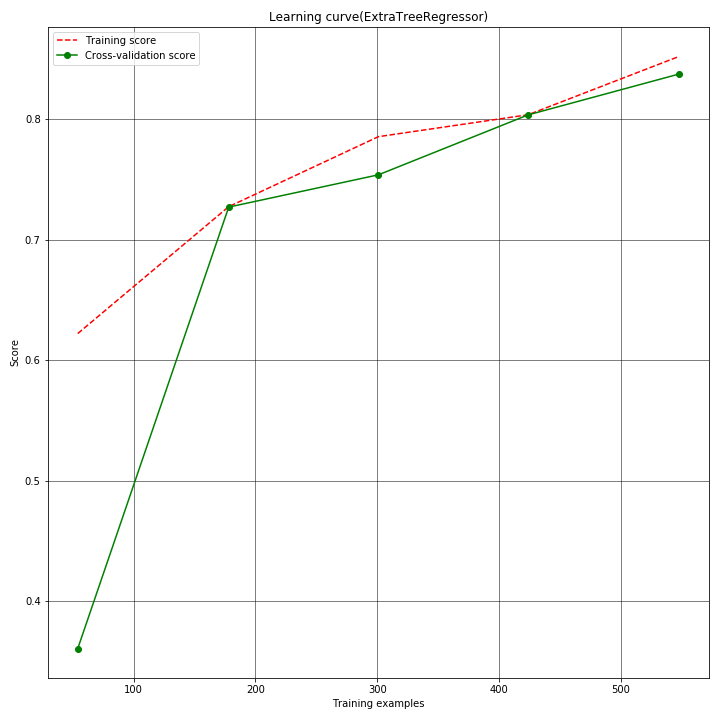 Learning curve(ExtraTreeRegressor)
Training score
Cross-validation score
0.8
0.7
0.6
0.5
0.4
Score
100 200 300 400 500
Training examples